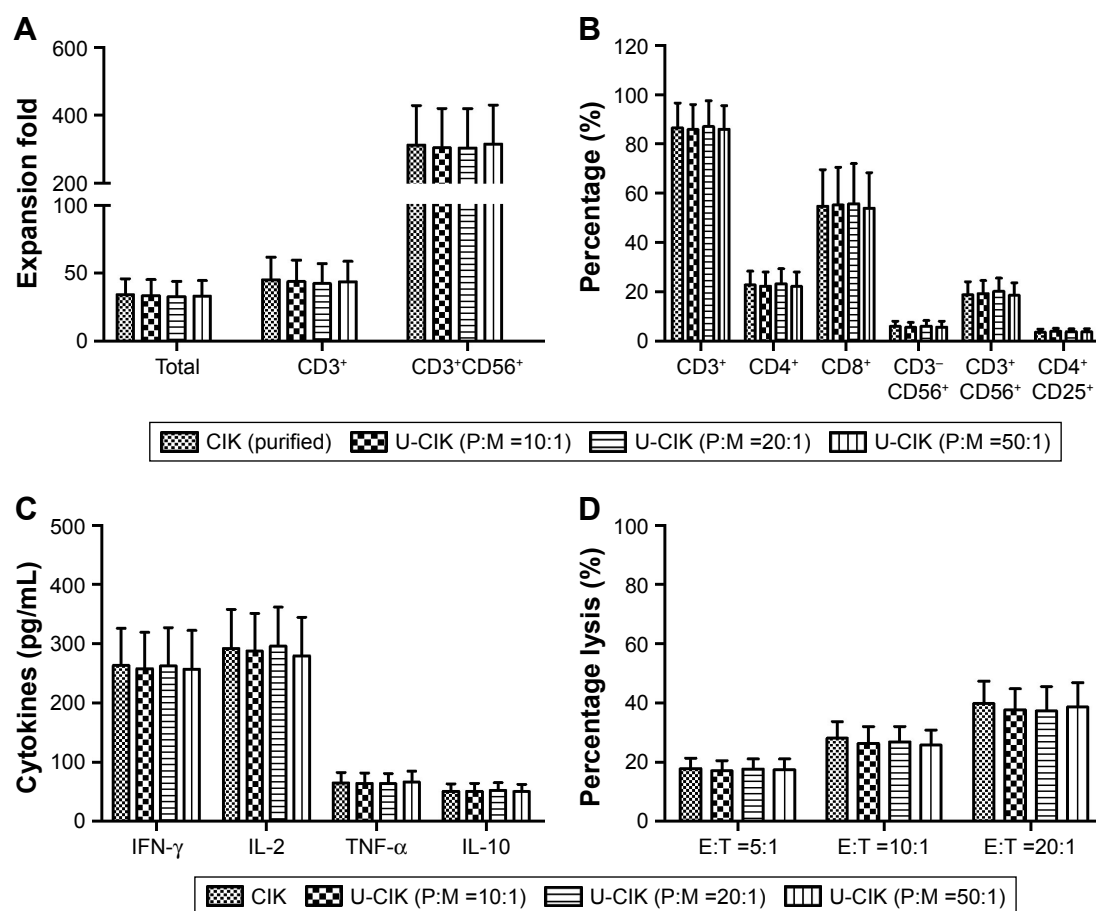 A
Expansion fold
600
400
200
100
50
0
Total CD3+ CD3+CD56+
B
Percentage (%)
120
100
80
60
40
20
0
CD3+ CD4+ CD8+ CD3− CD3+ CD4+
CD56+ CD56+ CD25+
CIK (purified) U-CIK (P:M =10:1) U-CIK (P:M =20:1) U-CIK (P:M =50:1)
C
Cytokines (pg/mL)
500
400
300
200
100
0
IFN-γ IL-2 TNF-α IL-10
D
Percentage lysis (%)
100
80
60
40
20
0
E:T =5:1 E:T =10:1 E:T =20:1
CIK U-CIK (P:M =10:1) U-CIK (P:M =20:1) U-CIK (P:M =50:1)